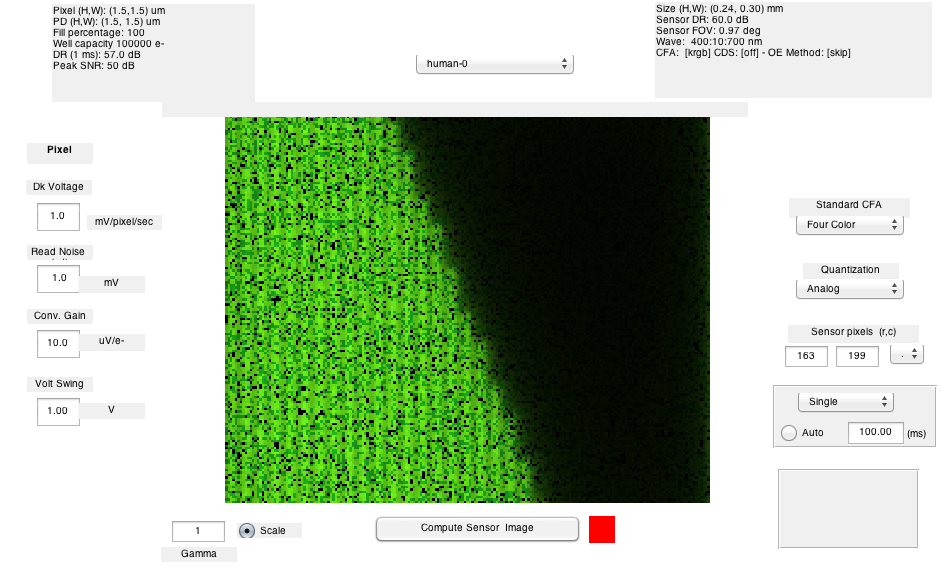 Pixel (H,W): (1.5,1.5) um
PD (H,W): (1.5, 1.5) um
Fill percentage: 100
Well capacity 100000 e-
DR (1 ms): 57.0 dB
Peak SNR: 50 dB
human-0
Size (H,W): (0.24, 0.30) mm
Sensor DR: 60.0 dB
Sensor FOV: 0.97 deg
Wave: 400:10:700 nm
CFA: [krgb] CDS: [off] - OE Method: [skip]
Pixel
Dk Voltage
1.0
mV/pixel/sec
Read Noise
1.0
mV
Conv. Gain
10.0
uV/e-
Volt Swing
1.00
V
Standard CFA
Four Color
Quantization
Analog
Sensor pixels (r,c)
163
199
.
Single
Auto
100.00
(ms)
1
Scale
Compute Sensor Image
Gamma